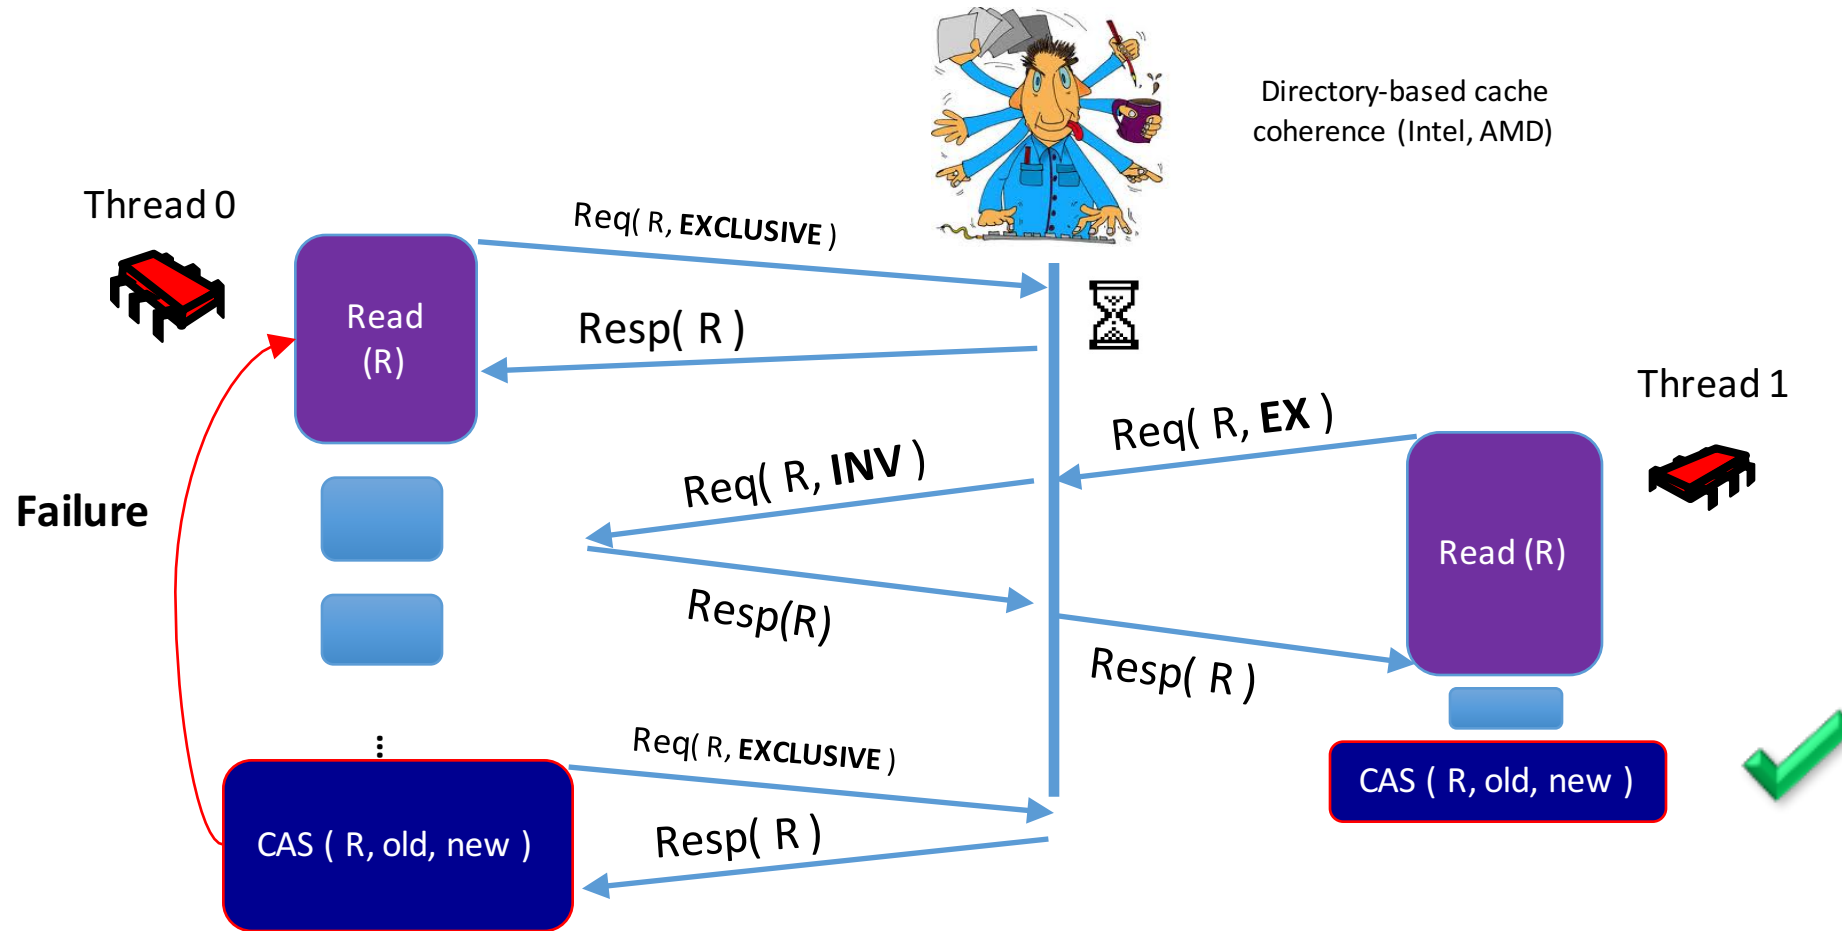 Directory-based cache
coherence (Intel, AMD)
Thread 0
Req( R, EXCLUSIVE )
Read
(R)
Resp( R )
Thread 1
Req( R, EX )
Req( R, INV )
Failure
Read (R)
Resp(R)
Resp( R )
...
Req( R, EXCLUSIVE )
CAS ( R, old, new )
Resp( R )
CAS ( R, old, new )